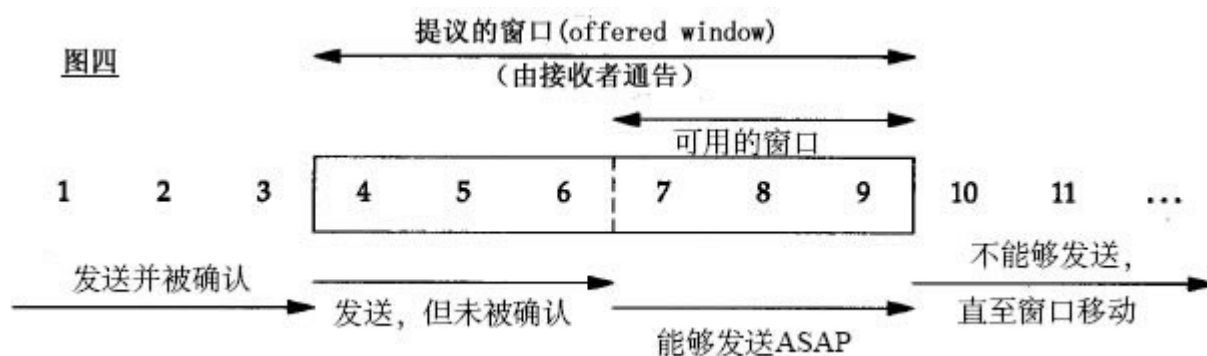 提议的窗口(offered window)
图四
（由接收者通告）
可用的窗口
1 2 3 4 5 6 7 8 9 10 11 ...
发送并被确认
不能够发送，
发送，但未被确认
直至窗口移动
能够发送ASAP